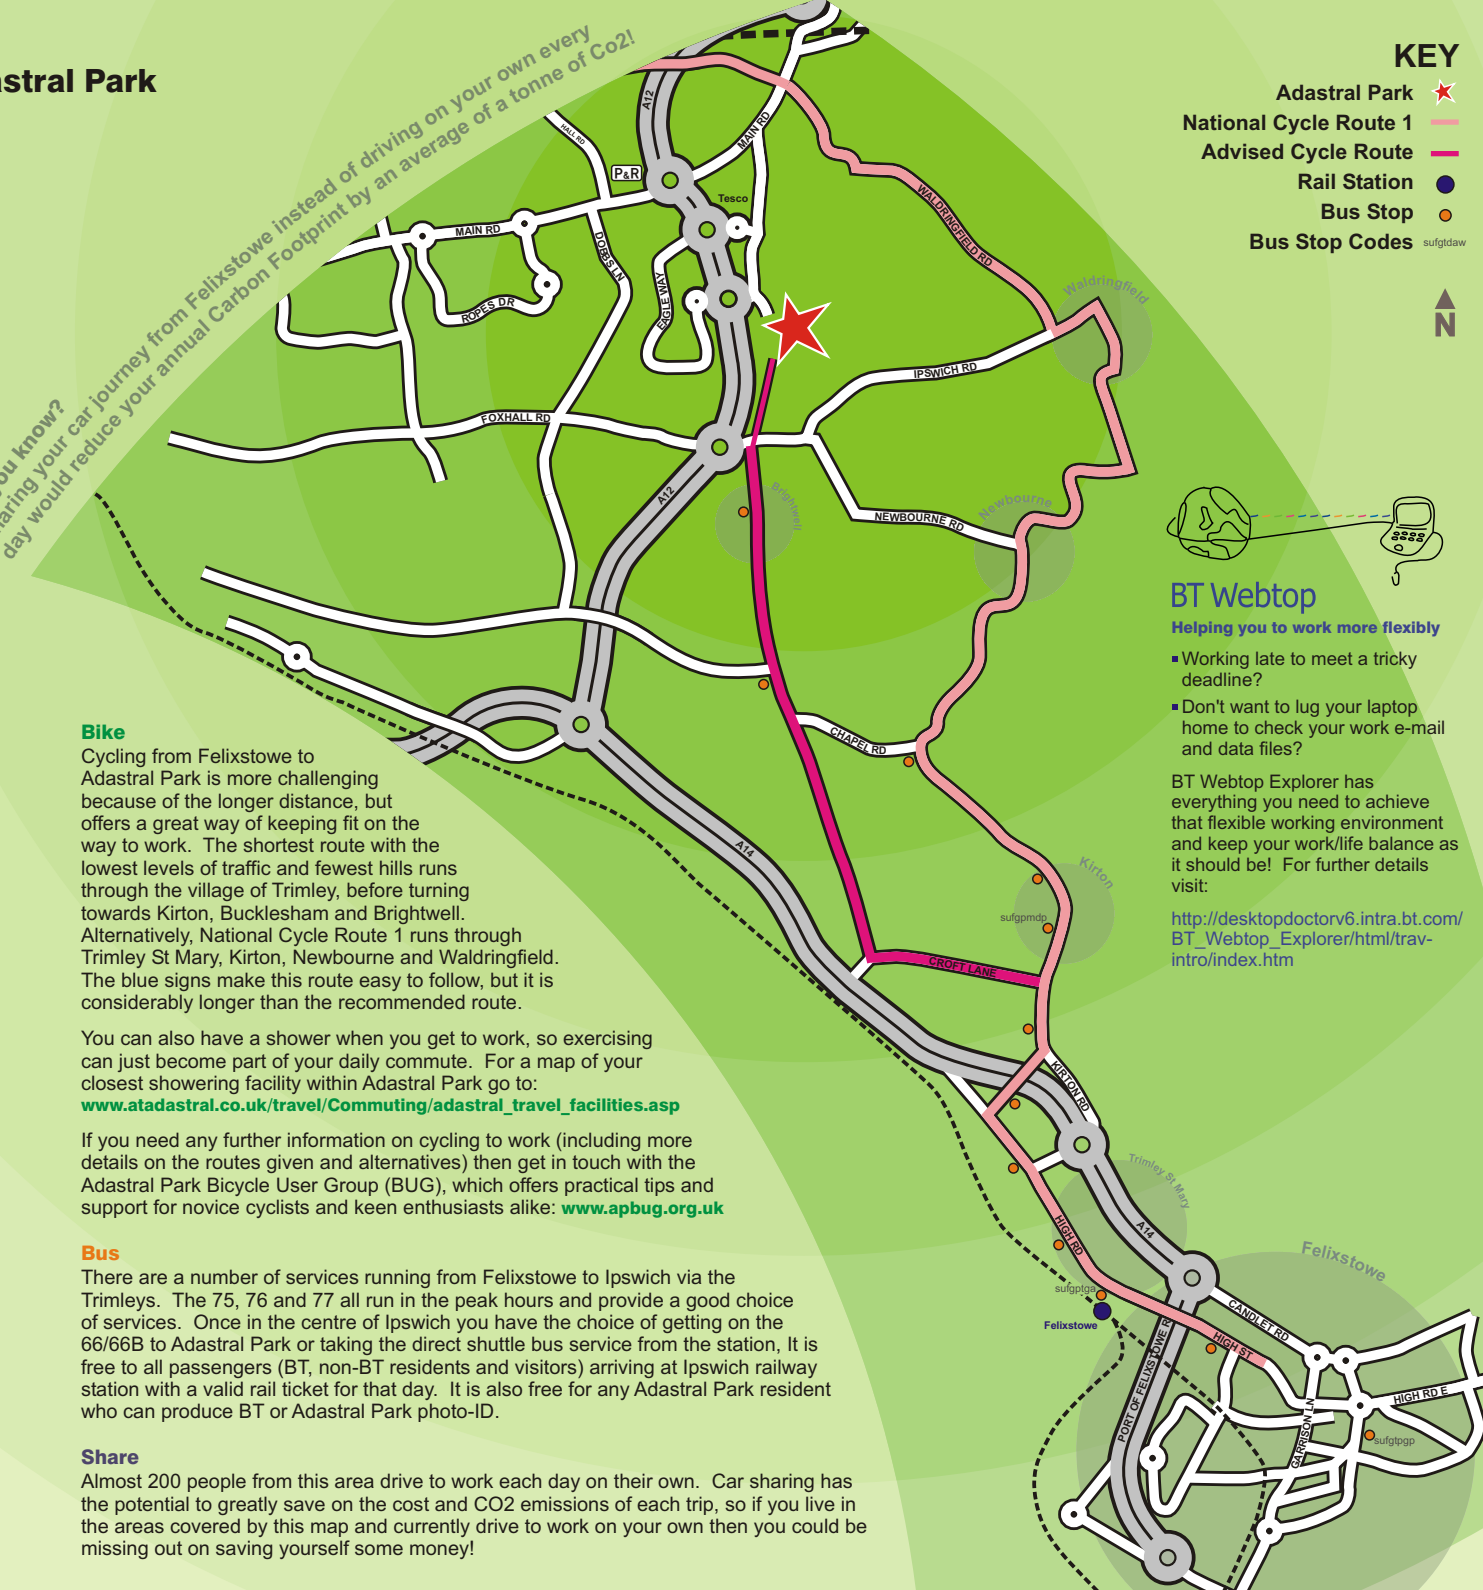 astral Park
ou know?
aring your car journey from Felixstowe instead of driving on your own every
day would reduce your annual Carbon Footprint by an average of a tonne of Co2!
KEY
Adastral Park
National Cycle Route 1
Advised Cycle Route
Rail Station
Bus Stop
Bus Stop Codes sufgtdaw
N
A12
HALL RD
MAIN RD
P&R
Tesco
MAIN RD
DOBBS LN
EAGLE WAY
ROPES DR
WALDRINGFIELD RD
Waldringfield
IPSWICH RD
FOXHALL RD
A12
Brightwell
NEWBOURNE RD
Newbourne
CHAPEL RD
A14
Kirton
sufgpmdp
CROFT LANE
KIRTON RD
Trimley St Mary
A14
HIGH RD
sufgptga
Felixstowe
Felixstowe
CANDLET RD
HIGH ST
PORT OF FELIXSTOWE R
GARRISON LN
HIGH RD E
sufgtpgp
BT Webtop
Helping you to work more flexibly
Working late to meet a tricky
deadline?
Don't want to lug your laptop
home to check your work e-mail
and data files?
BT Webtop Explorer has
everything you need to achieve
that flexible working environment
and keep your work/life balance as
it should be! For further details
visit:
http://desktopdoctorv6.intra.bt.com/
BT_Webtop_Explorer/html/trav-
intro/index.htm
Bike
Cycling from Felixstowe to
Adastral Park is more challenging
because of the longer distance, but
offers a great way of keeping fit on the
way to work. The shortest route with the
lowest levels of traffic and fewest hills runs
through the village of Trimley, before turning
towards Kirton, Bucklesham and Brightwell.
Alternatively, National Cycle Route 1 runs through
Trimley St Mary, Kirton, Newbourne and Waldringfield.
The blue signs make this route easy to follow, but it is
considerably longer than the recommended route.
You can also have a shower when you get to work, so exercising
can just become part of your daily commute. For a map of your
closest showering facility within Adastral Park go to:
www.atadastral.co.uk/travel/Commuting/adastral_travel_facilities.asp
If you need any further information on cycling to work (including more
details on the routes given and alternatives) then get in touch with the
Adastral Park Bicycle User Group (BUG), which offers practical tips and
support for novice cyclists and keen enthusiasts alike: www.apbug.org.uk
Bus
There are a number of services running from Felixstowe to Ipswich via the
Trimleys. The 75, 76 and 77 all run in the peak hours and provide a good choice
of services. Once in the centre of Ipswich you have the choice of getting on the
66/66B to Adastral Park or taking the direct shuttle bus service from the station, It is
free to all passengers (BT, non-BT residents and visitors) arriving at Ipswich railway
station with a valid rail ticket for that day. It is also free for any Adastral Park resident
who can produce BT or Adastral Park photo-ID.
Share
Almost 200 people from this area drive to work each day on their own. Car sharing has
the potential to greatly save on the cost and CO2 emissions of each trip, so if you live in
the areas covered by this map and currently drive to work on your own then you could be
missing out on saving yourself some money!